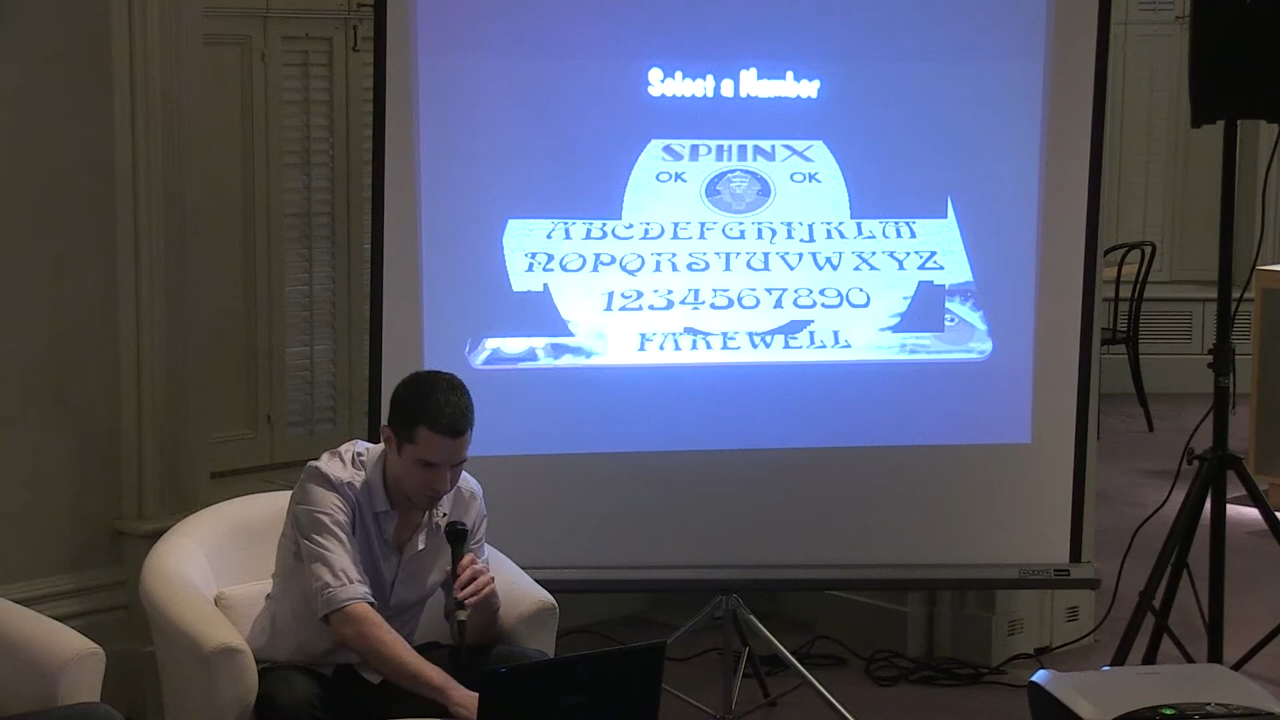 Select a Number
SPHINX
OK OK
ABCDEFGHIJKLM
NOPQRSTUVWXYZ
1234567890
FAREWELL